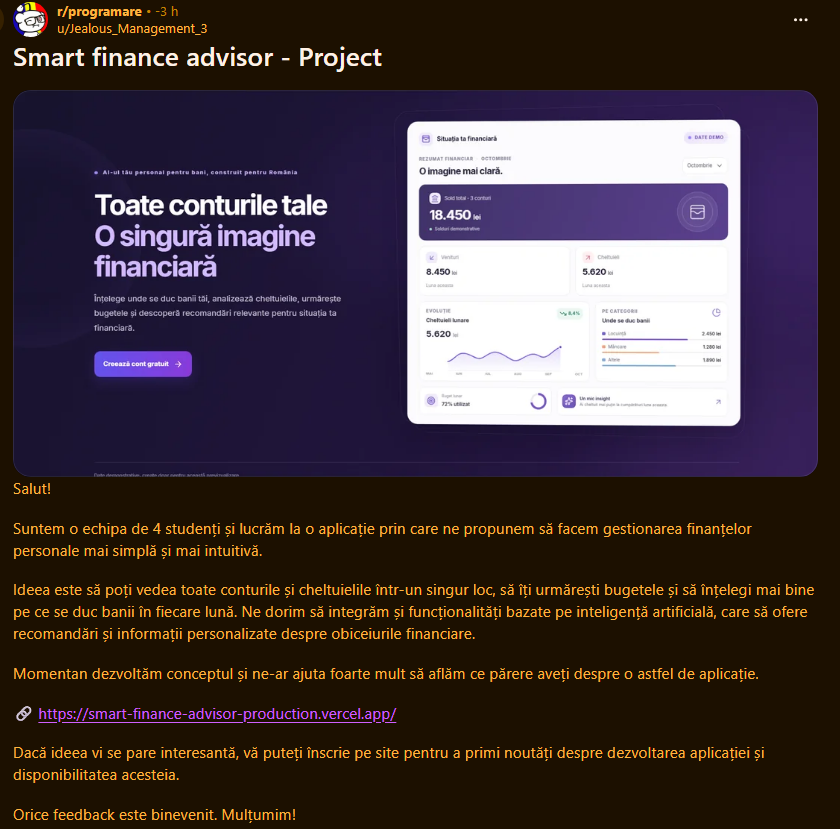 r/programare • -3 h
u/Jealous_Management_3
Smart finance advisor - Project
AI-ul tău personal pentru bani, construit pentru România
Toate conturile tale
O singură imagine
financiară
Înțelege unde se duc banii tăi, analizează cheltuielile, urmărește
bugetele și descoperă recomandări relevante pentru situația ta
financiară.
Creează cont gratuit →
Situația ta financiară
DATE DEMO
REZUMAT FINANCIAR · OCTOMBRIE
O imagine mai clară.
Octombrie
Sold total · 3 conturi
18.450 lei
Solduri demonstrative
Venituri
8.450 lei
Luna aceasta
Cheltuieli
5.620 lei
Luna aceasta
EVOLUȚIE
Cheltuieli lunare
8.4%
5.620 lei
PE CATEGORII
Unde se duc banii
Locuință 2.450 lei
Mâncare 1.280 lei
Altele 1.890 lei
72% utilizat
Un nou insight
Salut!
Suntem o echipa de 4 studenți și lucrăm la o aplicație prin care ne propunem să facem gestionarea finanțelor
personale mai simplă și mai intuitivă.
Ideea este să poți vedea toate conturile și cheltuielile într-un singur loc, să îți urmărești bugetele și să înțelegi mai bine
pe ce se duc banii în fiecare lună. Ne dorim să integrăm și funcționalități bazate pe inteligență artificială, care să ofere
recomandări și informații personalizate despre obiceiurile financiare.
Momentan dezvoltăm conceptul și ne-ar ajuta foarte mult să aflăm ce părere aveți despre o astfel de aplicație.
https://smart-finance-advisor-production.vercel.app/
Dacă ideea vi se pare interesantă, vă puteți înscrie pe site pentru a primi noutăți despre dezvoltarea aplicației și
disponibilitatea acesteia.
Orice feedback este binevenit. Mulțumim!